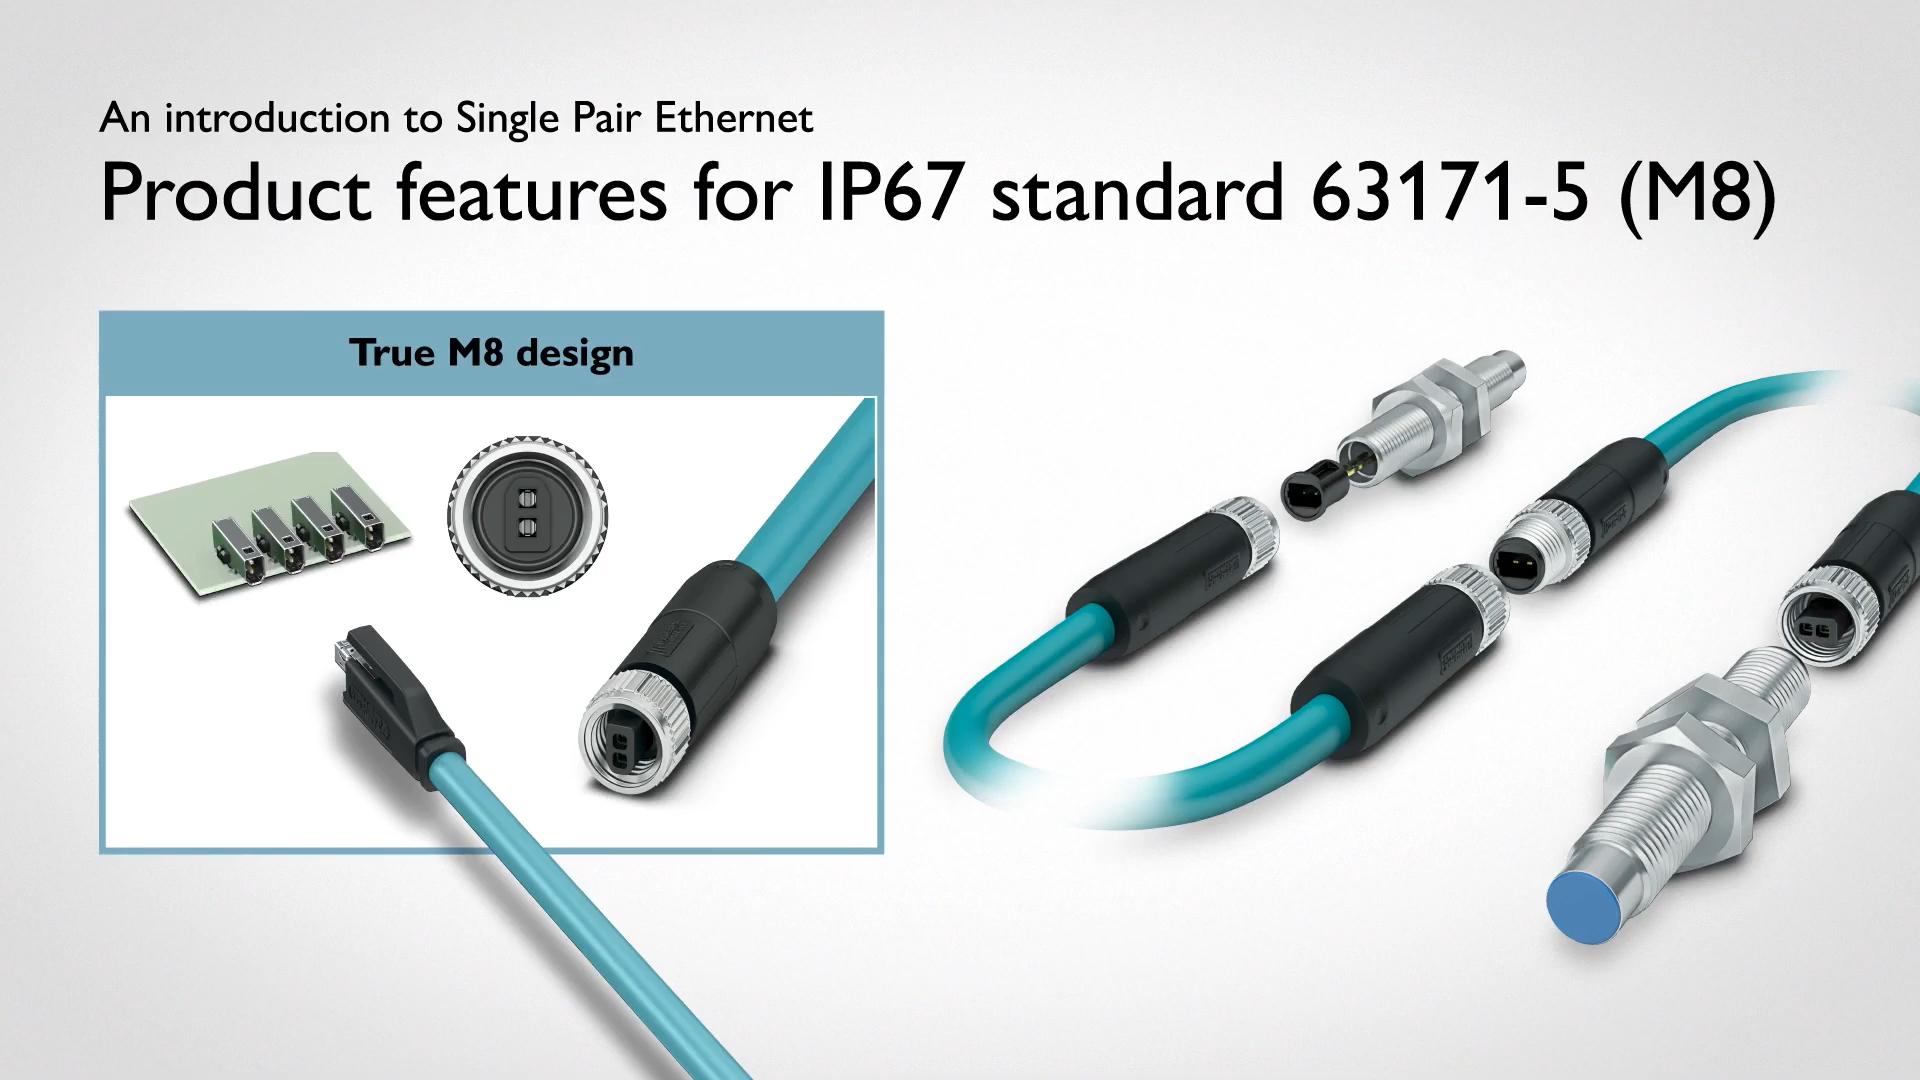 An introduction to Single Pair Ethernet
Product features for IP67 standard 63171-5 (M8)
True M8 design